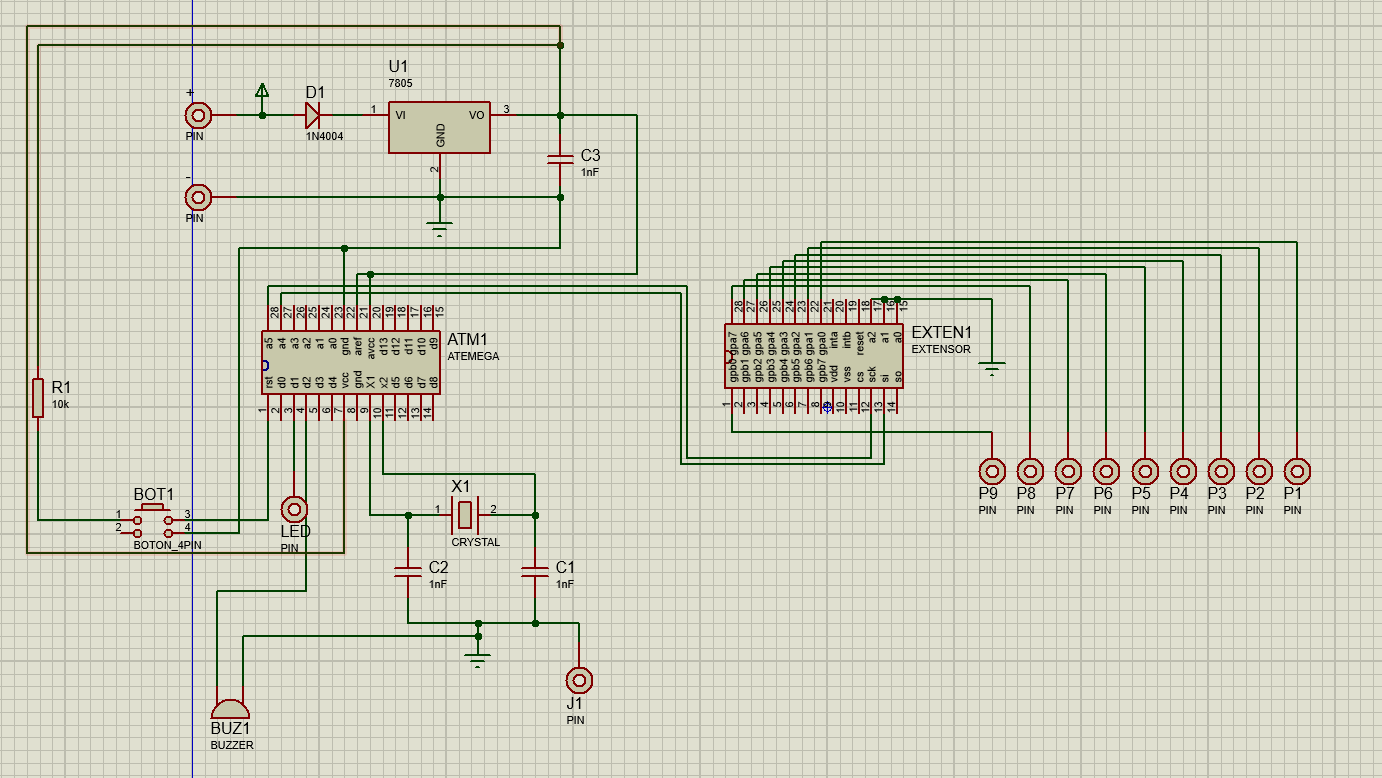 U1
7805
+
D1
1 VI VO 3
PIN
1N4004
GND
2
C3
1nF
-
PIN
28 27 26 25 24 23 22 21 20 19 18 17 16 15
a5 a4 a3 a2 a1 a0 gnd aref avcc d13 d12 d11 d10 d9
ATM1
ATEMEGA
rst d0 d1 d2 d3 d4 vcc gnd X1 x2 d5 d6 d7 d8
1 2 3 4 5 6 7 8 9 10 11 12 13 14
28 27 26 25 24 23 22 21 20 19 18 17 16 15
gpa7 gpa6 gpa5 gpa4 gpa3 gpa2 gpa1 gpa0 inta intb reset a2 a1 a0
EXTEN1
EXTENSOR
gpb0 gpb1 gpb2 gpb3 gpb4 gpb5 gpb6 gpb7 vdd vss cs sck si so
1 2 3 4 5 6 7 8 9 10 11 12 13 14
R1
10k
P9 P8 P7 P6 P5 P4 P3 P2 P1
PIN PIN PIN PIN PIN PIN PIN PIN PIN
BOT1
1 3
2 4
BOTON_4PIN
LED
PIN
X1
1 2
CRYSTAL
C2
1nF
C1
1nF
J1
PIN
BUZ1
BUZZER